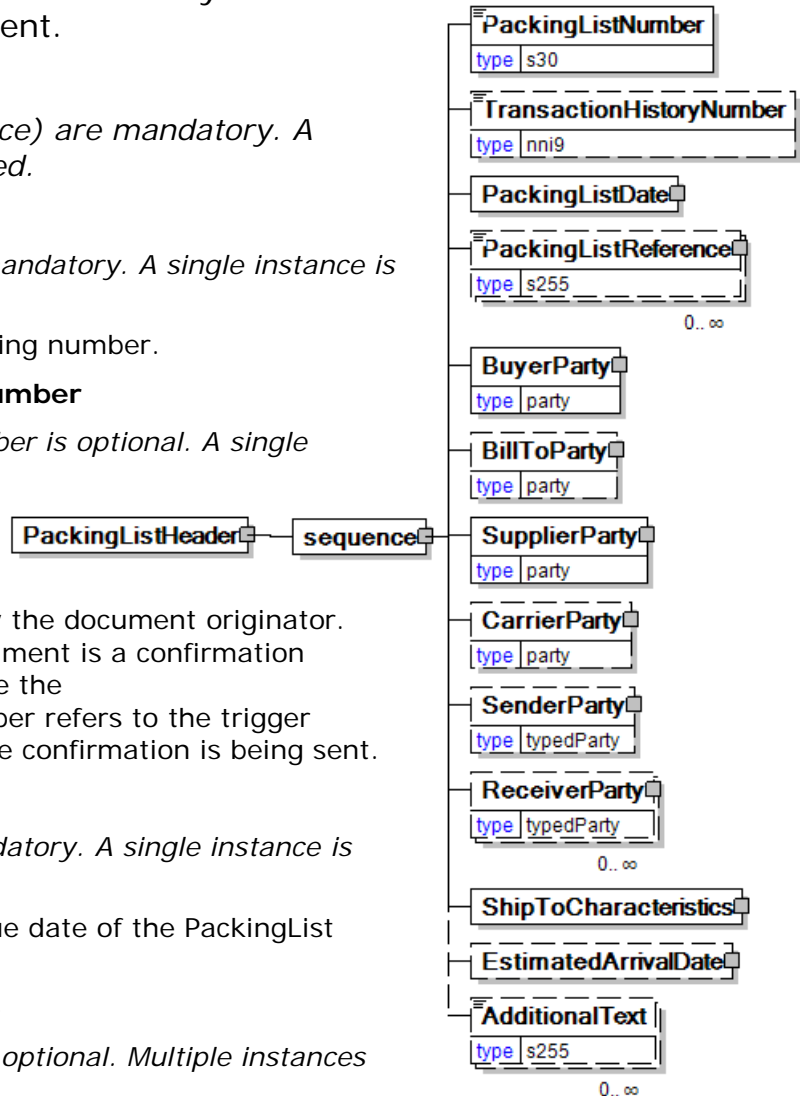 ent.
ce) are mandatory. A
ed.
andatory. A single instance is
ing number.
umber
ber is optional. A single
the document originator.
ment is a confirmation
e the
ber refers to the trigger
e confirmation is being sent.
datory. A single instance is
ue date of the PackingList
optional. Multiple instances
PackingListHeader
sequence
PackingListNumber
type s30
TransactionHistoryNumber
type nni9
PackingListDate
PackingListReference
type s255
0..∞
BuyerParty
type party
BillToParty
type party
SupplierParty
type party
CarrierParty
type party
SenderParty
type typedParty
ReceiverParty
type typedParty
0..∞
ShipToCharacteristics
EstimatedArrivalDate
AdditionalText
type s255
0..∞